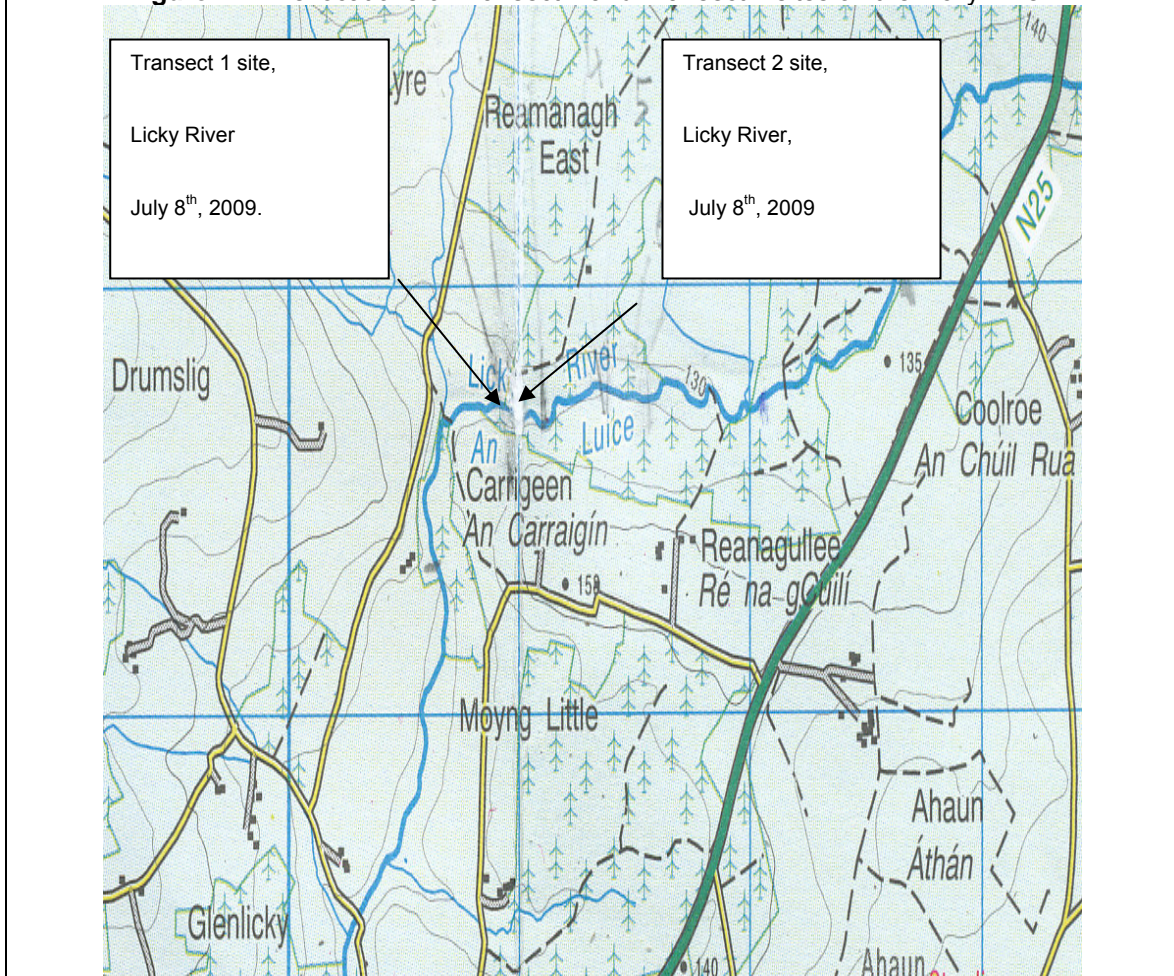 Transect 1 site,
Licky River
July 8th, 2009.
Transect 2 site,
Licky River,
July 8th, 2009
140
yre
Reamanagh
East
N25
Drumslig
Lick
River
130
135
An
Luice
Coolroe
An Chúil Rua
Carrigeen
An Carraigín
Reanagullee
Ré na gCuilí
Moyng Little
Ahaun
Áthán
Glenlicky
Ahaun
140